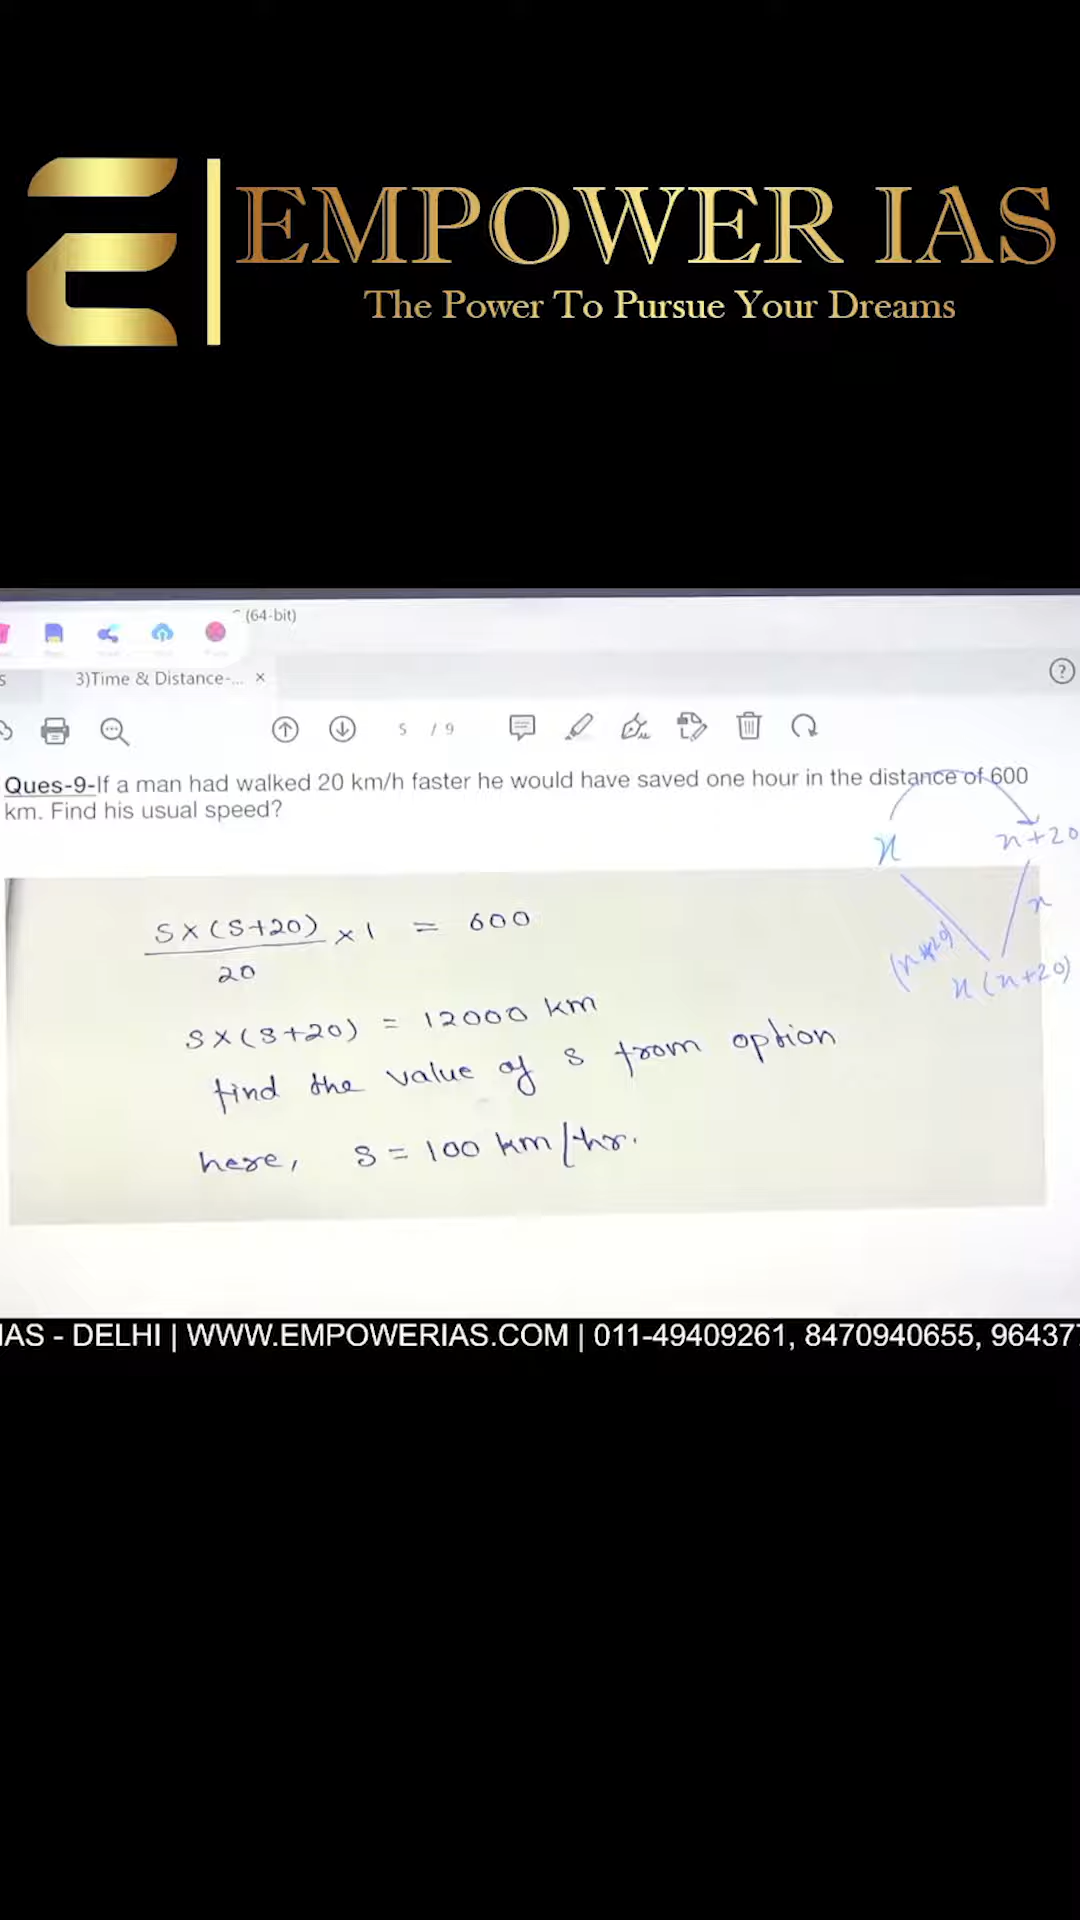 EMPOWER IAS
The Power To Pursue Your Dreams
(64-bit)
3)Time & Distance-... ×
5 / 9
Ques-9-If a man had walked 20 km/h faster he would have saved one hour in the distance of 600
km. Find his usual speed?
x
x+20
x
(x+20)
x(x+20)
S×(S+20) ×1 = 600
20
S×(S+20) = 12000 km
find the value of S from option
here, S = 100 km/hr.
IAS - DELHI | WWW.EMPOWERIAS.COM | 011-49409261, 8470940655, 96437